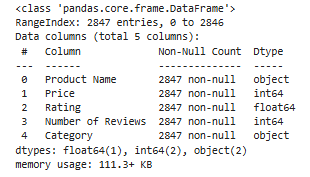 <class 'pandas.core.frame.DataFrame'>
RangeIndex: 2847 entries, 0 to 2846
Data columns (total 5 columns):
 #   Column             Non-Null Count  Dtype
---  ------             --------------  -----
 0   Product Name       2847 non-null   object
 1   Price              2847 non-null   int64
 2   Rating             2847 non-null   float64
 3   Number of Reviews  2847 non-null   int64
 4   Category           2847 non-null   object
dtypes: float64(1), int64(2), object(2)
memory usage: 111.3+ KB